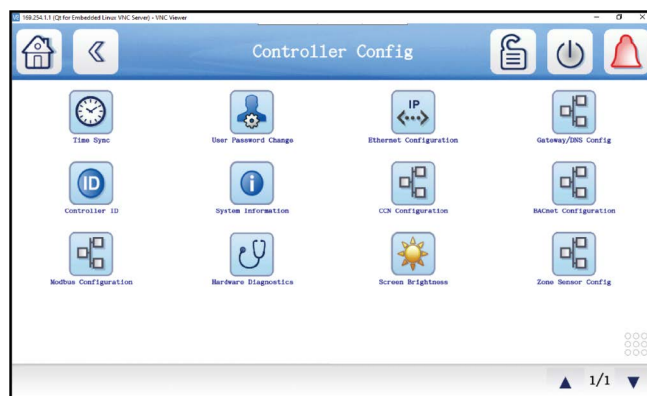 169.254.1.1 (Qt for Embedded Linux VNC Server) - VNC Viewer
Controller Config
IP
Time Sync
User Password Change
Ethernet Configuration
Gateway/DNS Config
ID
Controller ID
System Information
CCN Configuration
BACnet Configuration
Modbus Configuration
Hardware Diagnostics
Screen Brightness
Zone Sensor Config
1/1